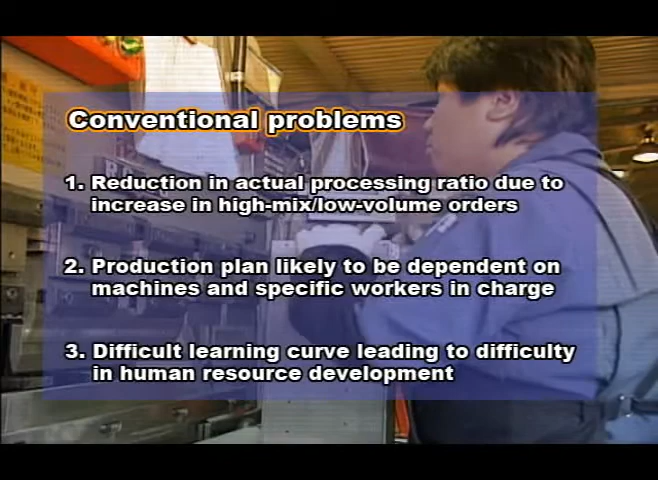 Conventional problems
1. Reduction in actual processing ratio due to
increase in high-mix/low-volume orders
2. Production plan likely to be dependent on
machines and specific workers in charge
3. Difficult learning curve leading to difficulty
in human resource development